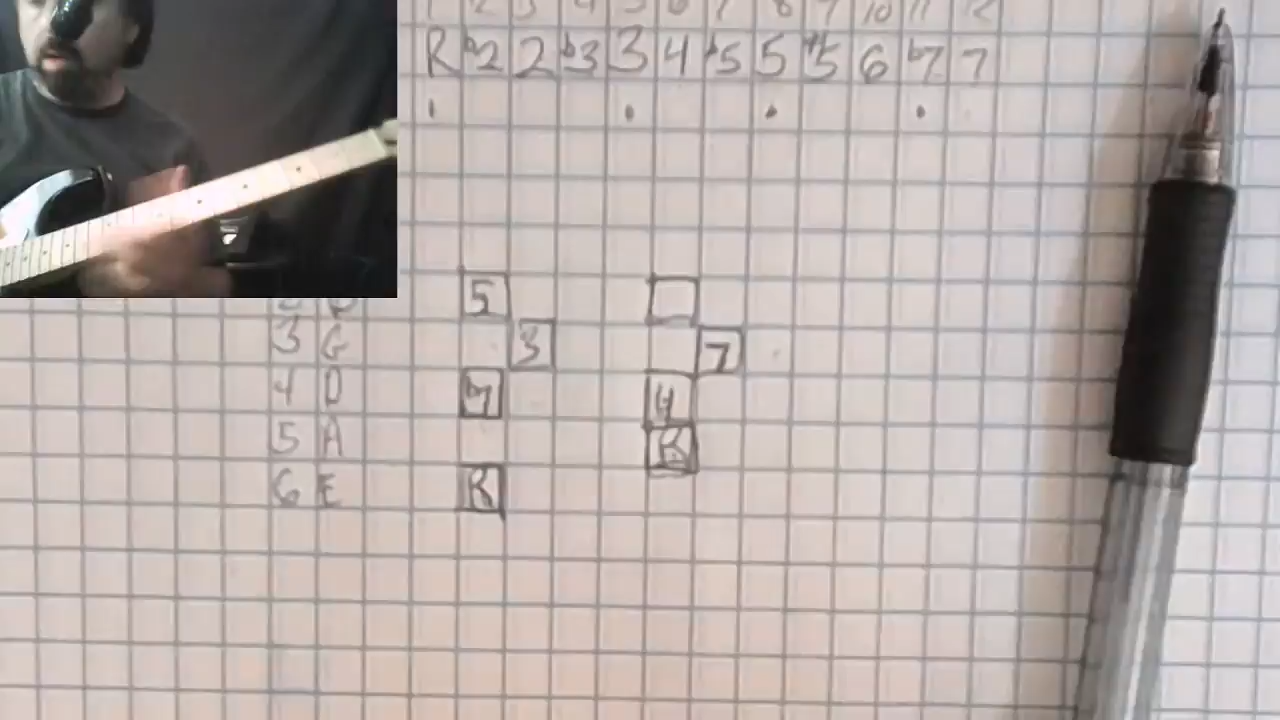 1 2 3 4 5 6 7 8 9 10 11 12
R b2 2 b3 3 4 b5 5 #5 6 b7 7
5
3 G 3 7
4 D b7 4
5 A R
6 E R